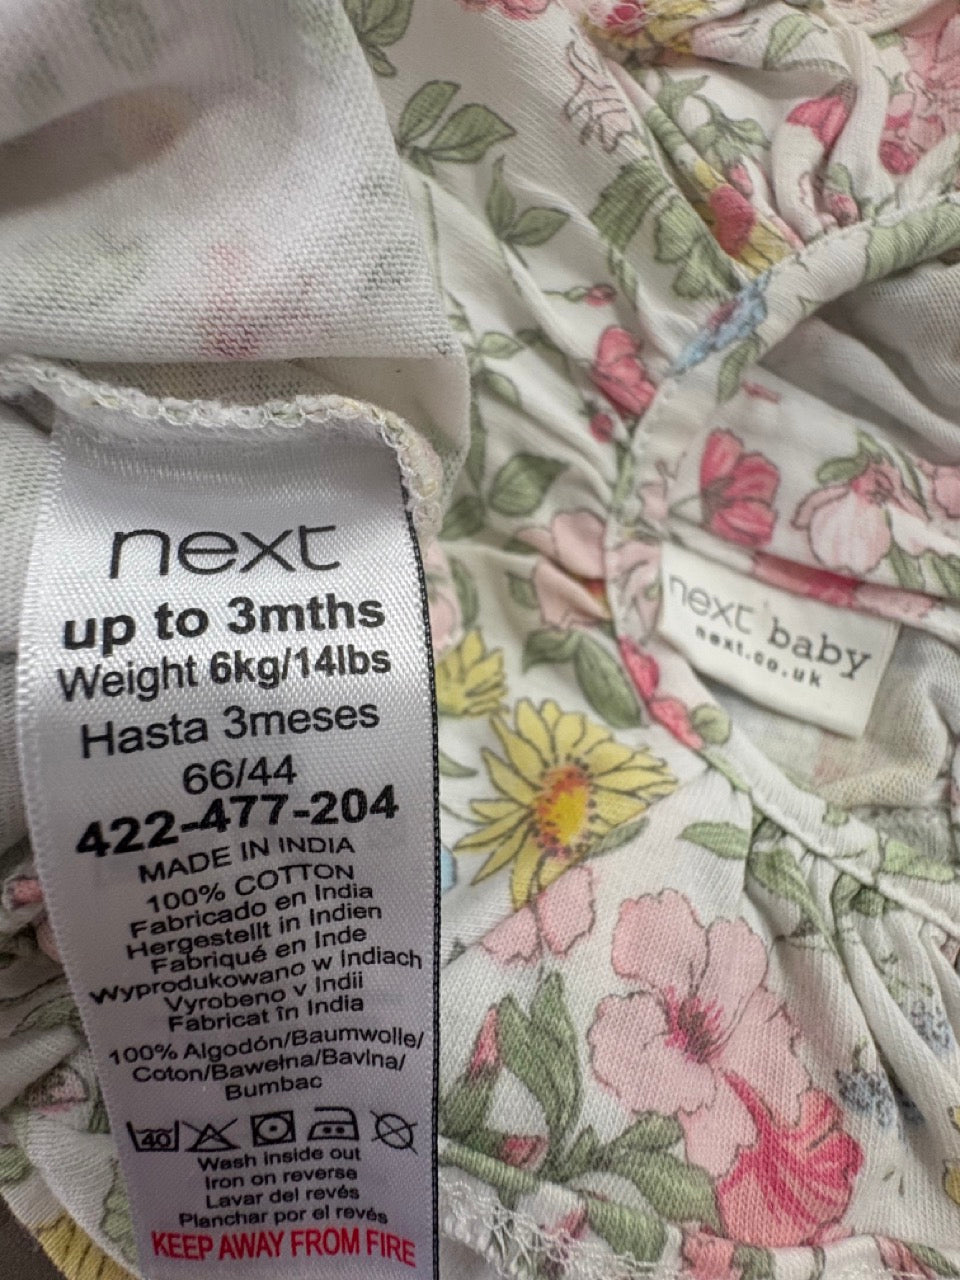 next
up to 3mths
Weight 6kg/14lbs
Hasta 3meses
66/44
422-477-204
MADE IN INDIA
100% COTTON
Fabricado en India
Hergestellt in Indien
Fabriqué en Inde
Wyprodukowano w Indiach
Vyrobeno v Indii
Fabricat în India
100% Algodón/Baumwolle/
Coton/Bawełna/Bavlna/
Bumbac
40
Wash inside out
Iron on reverse
Lavar del revés
Planchar por el revés
KEEP AWAY FROM FIRE
next baby
next.co.uk